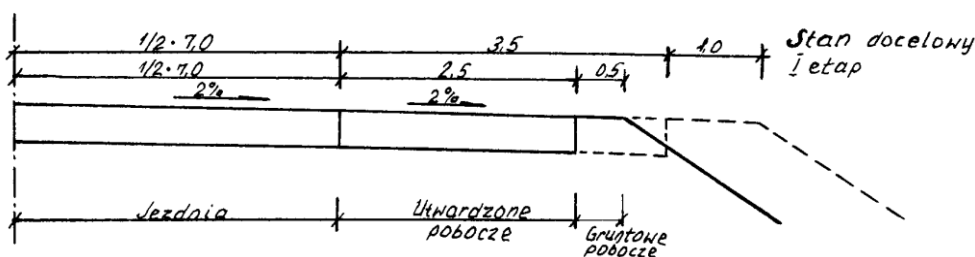 1/2·7,0 3,5 1,0 Stan docelowy
1/2·7,0 2,5 0,5 I etap
2% 2%
Jezdnia Utwardzone Gruntowe
pobocze pobocze